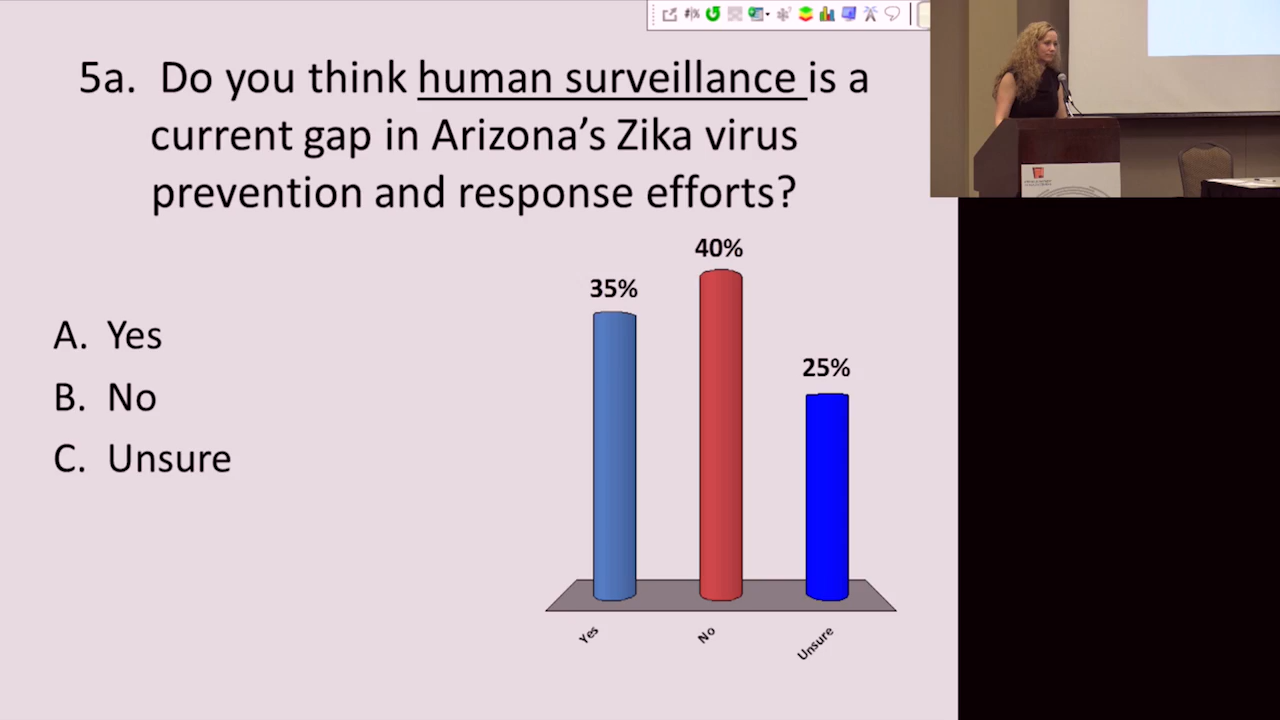 5a. Do you think human surveillance is a
current gap in Arizona's Zika virus
prevention and response efforts?
A. Yes
B. No
C. Unsure
35%
40%
25%
Yes
No
Unsure